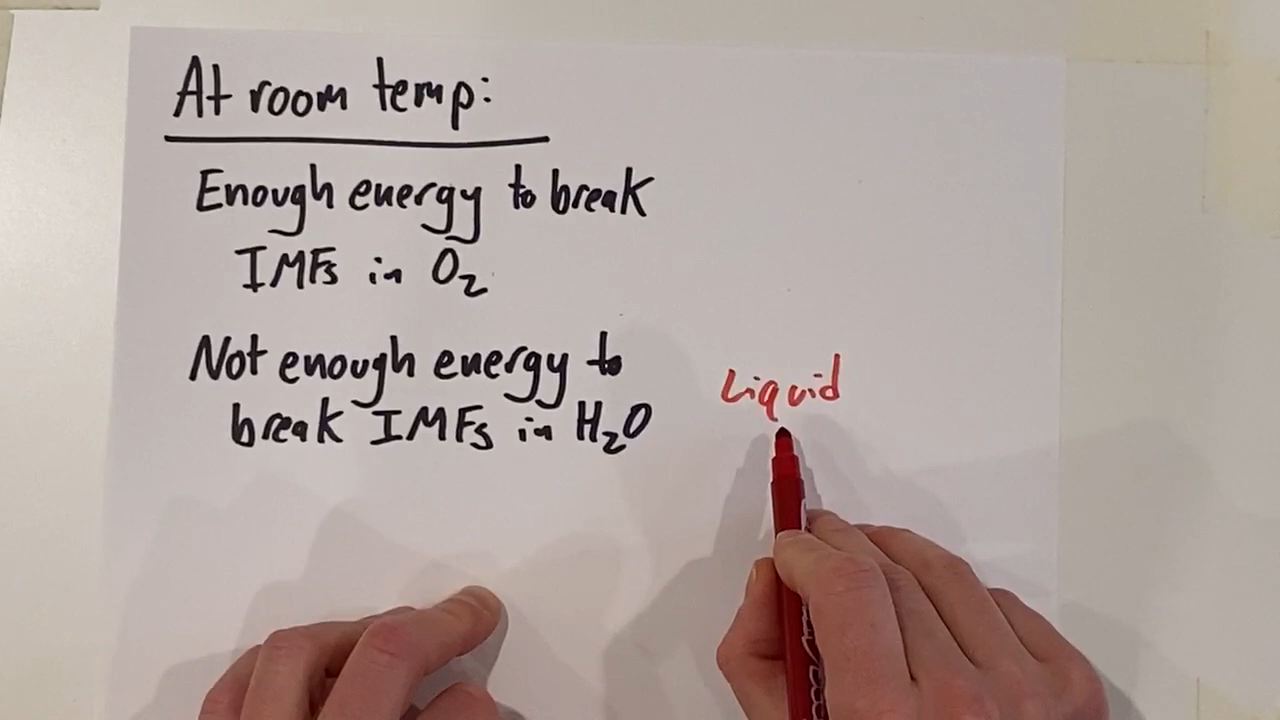 At room temp:
Enough energy to break
IMFs in O2
Not enough energy to
break IMFs in H2O
Liquid